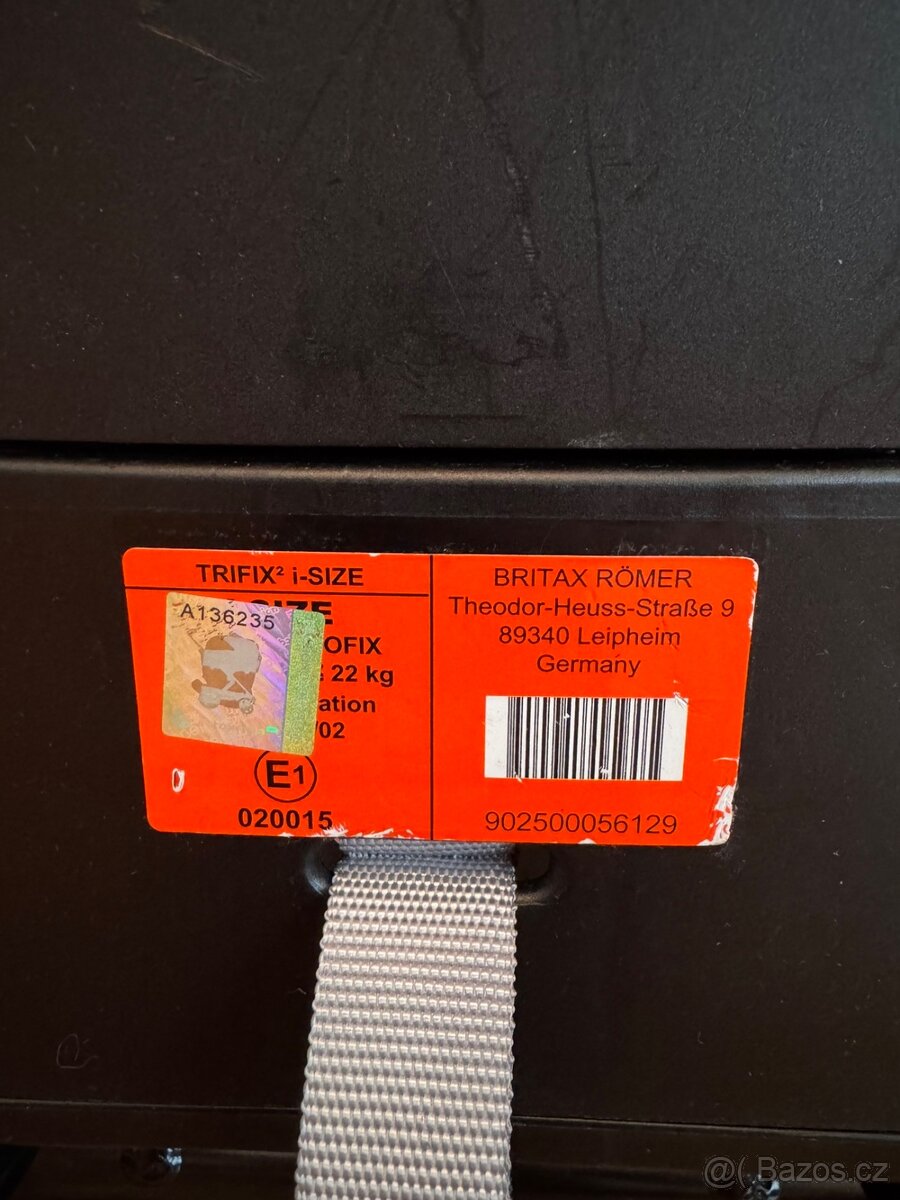 TRIFIX² i-SIZE
A136235
OFIX
22 kg
ation
/02
E1
020015
BRITAX RÖMER
Theodor-Heuss-Straße 9
89340 Leipheim
Germany
902500056129
@( Bazos.cz